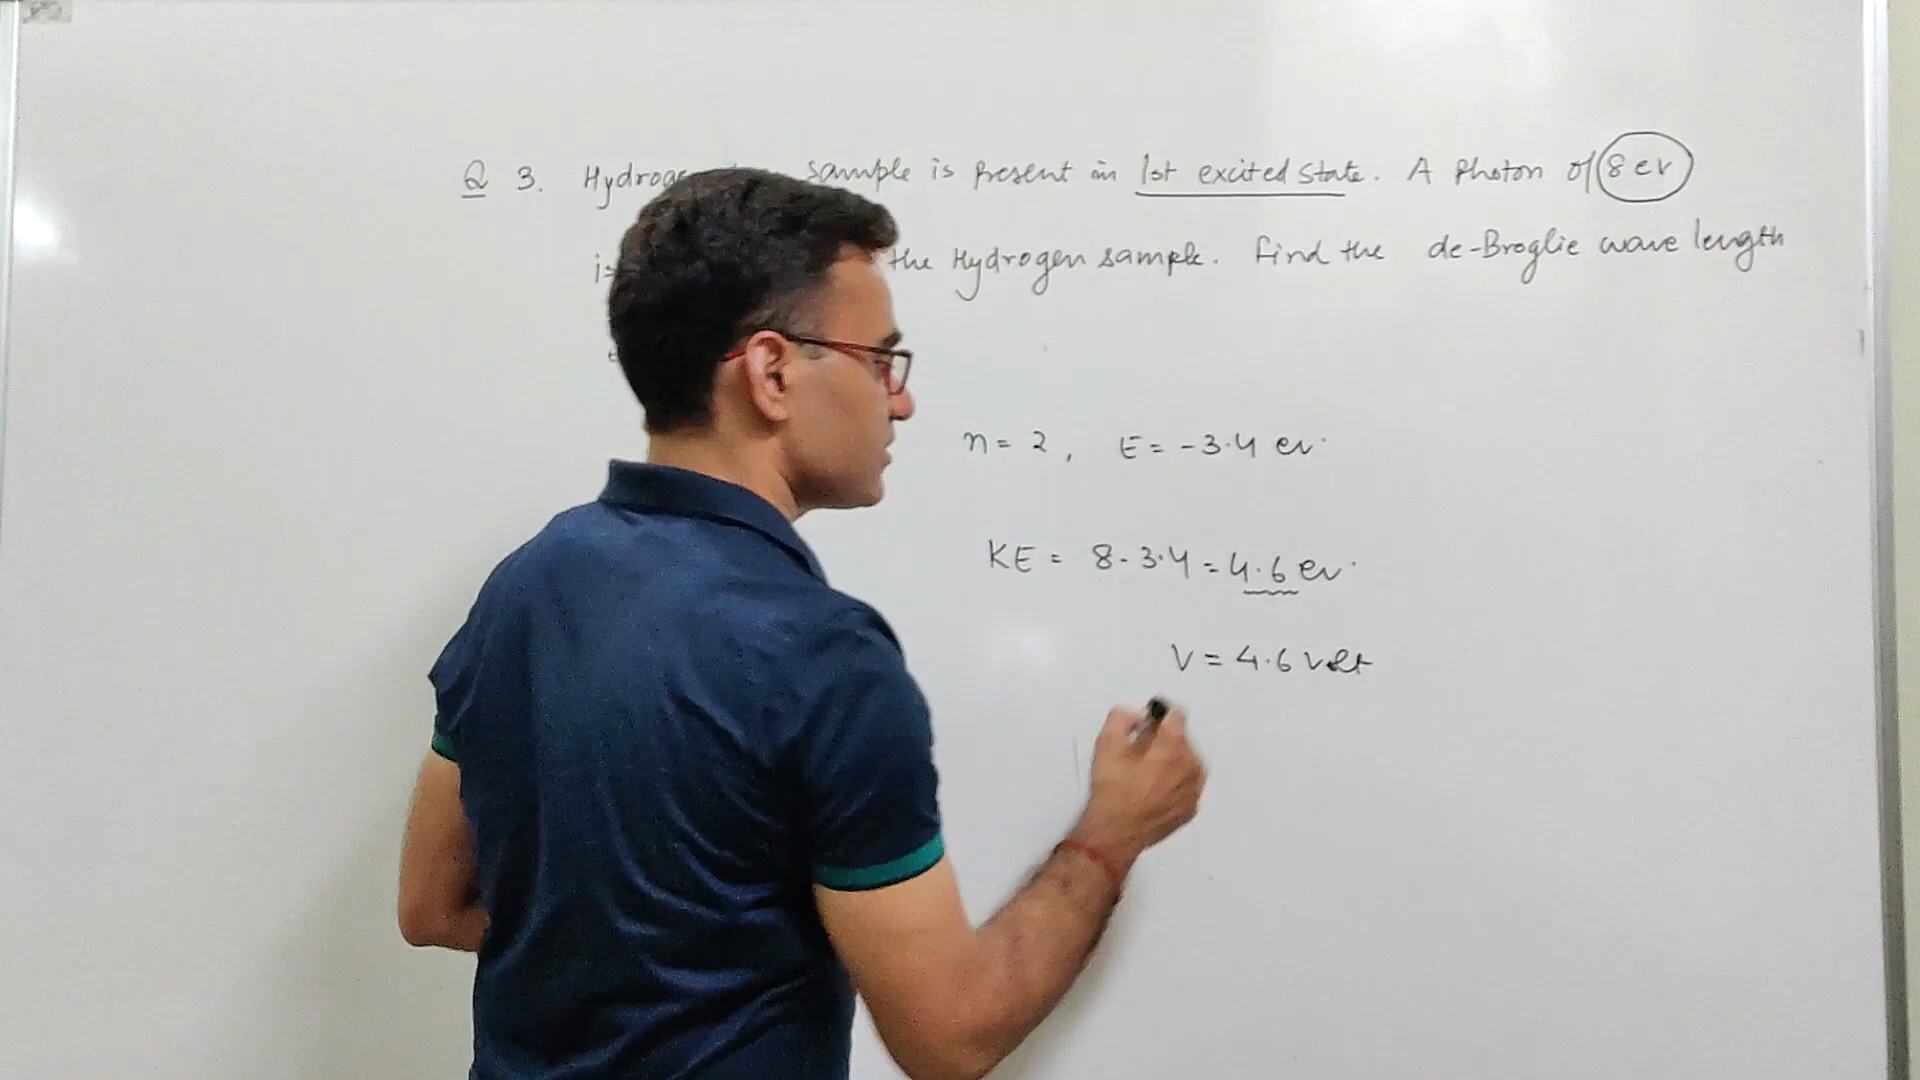 Q 3. Hydrog sample is present in 1st excited state. A photon of 8 ev
is the Hydrogen sample. find the de-Broglie wave length
n = 2 , E = -3.4 ev.
KE = 8-3.4 = 4.6 ev.
V = 4.6 volt